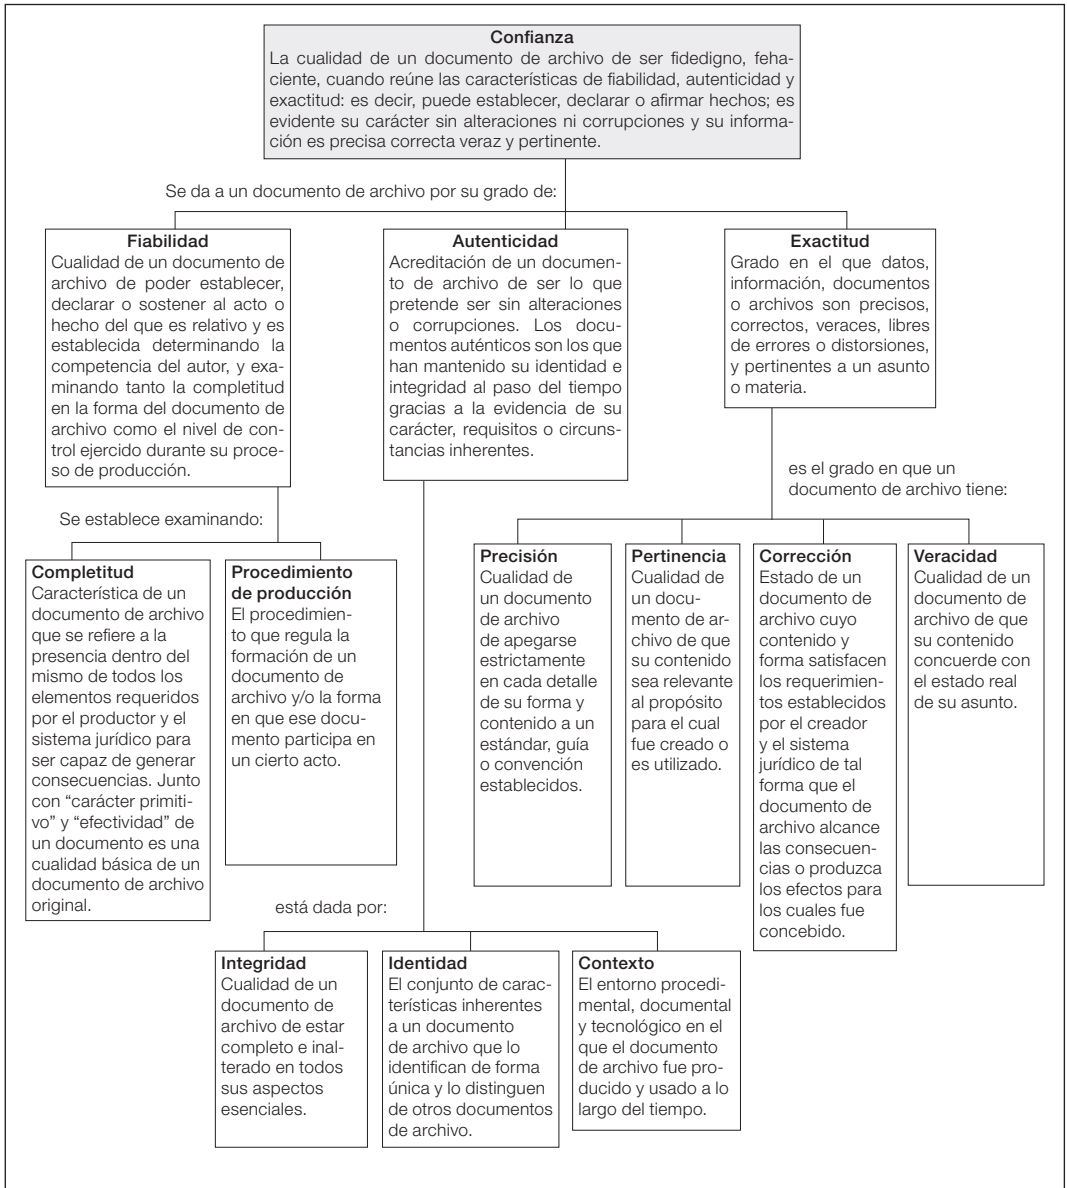 Confianza
La cualidad de un documento de archivo de ser fidedigno, feha-
ciente, cuando reúne las características de fiabilidad, autenticidad y
exactitud: es decir, puede establecer, declarar o afirmar hechos; es
evidente su carácter sin alteraciones ni corrupciones y su informa-
ción es precisa correcta veraz y pertinente.
Se da a un documento de archivo por su grado de:
Fiabilidad
Cualidad de un documento de
archivo de poder establecer,
declarar o sostener al acto o
hecho del que es relativo y es
establecida determinando la
competencia del autor, y exa-
minando tanto la completitud
en la forma del documento de
archivo como el nivel de con-
trol ejercido durante su proce-
so de producción.
Autenticidad
Acreditación de un documen-
to de archivo de ser lo que
pretende ser sin alteraciones
o corrupciones. Los docu-
mentos auténticos son los que
han mantenido su identidad e
integridad al paso del tiempo
gracias a la evidencia de su
carácter, requisitos o circuns-
tancias inherentes.
Exactitud
Grado en el que datos,
información, documentos
o archivos son precisos,
correctos, veraces, libres
de errores o distorsiones,
y pertinentes a un asunto
o materia.
Se establece examinando:
es el grado en que un
documento de archivo tiene:
Completitud
Característica de un
documento de archivo
que se refiere a la
presencia dentro del
mismo de todos los
elementos requeridos
por el productor y el
sistema jurídico para
ser capaz de generar
consecuencias. Junto
con “carácter primiti-
vo” y “efectividad” de
un documento es una
cualidad básica de un
documento de archivo
original.
Procedimiento
de producción
El procedimien-
to que regula la
formación de un
documento de
archivo y/o la forma
en que ese docu-
mento participa en
un cierto acto.
Precisión
Cualidad de
un documento
de archivo
de apegarse
estrictamente
en cada detalle
de su forma y
contenido a un
estándar, guía
o convención
establecidos.
Pertinencia
Cualidad de
un docu-
mento de ar-
chivo de que
su contenido
sea relevante
al propósito
para el cual
fue creado o
es utilizado.
Corrección
Estado de un
documento de
archivo cuyo
contenido y
forma satisfacen
los requerimien-
tos establecidos
por el creador
y el sistema
jurídico de tal
forma que el
documento de
archivo alcance
las consecuen-
cias o produzca
los efectos para
los cuales fue
concebido.
Veracidad
Cualidad de un
documento de
archivo de que
su contenido
concuerde con
el estado real
de su asunto.
está dada por:
Integridad
Cualidad de un
documento de
archivo de estar
completo e inal-
terado en todos
sus aspectos
esenciales.
Identidad
El conjunto de carac-
terísticas inherentes
a un documento
de archivo que lo
identifican de forma
única y lo distinguen
de otros documentos
de archivo.
Contexto
El entorno procedi-
mental, documental
y tecnológico en el
que el documento
de archivo fue pro-
ducido y usado a lo
largo del tiempo.